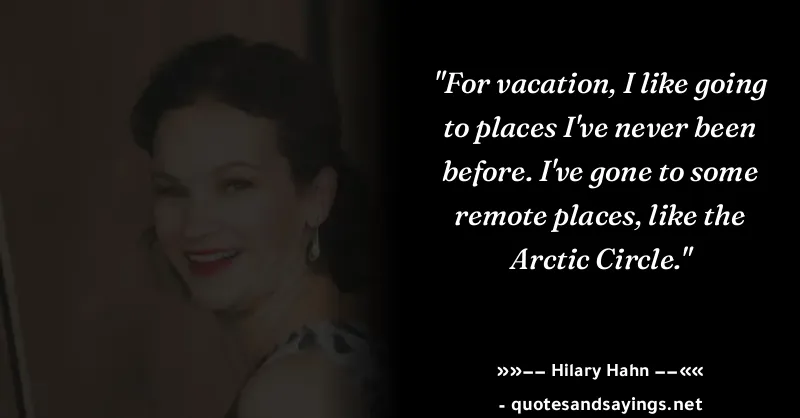 "For vacation, I like going
to places I've never been
before. I've gone to some
remote places, like the
Arctic Circle."
»»–– Hilary Hahn ––««
- quotesandsayings.net